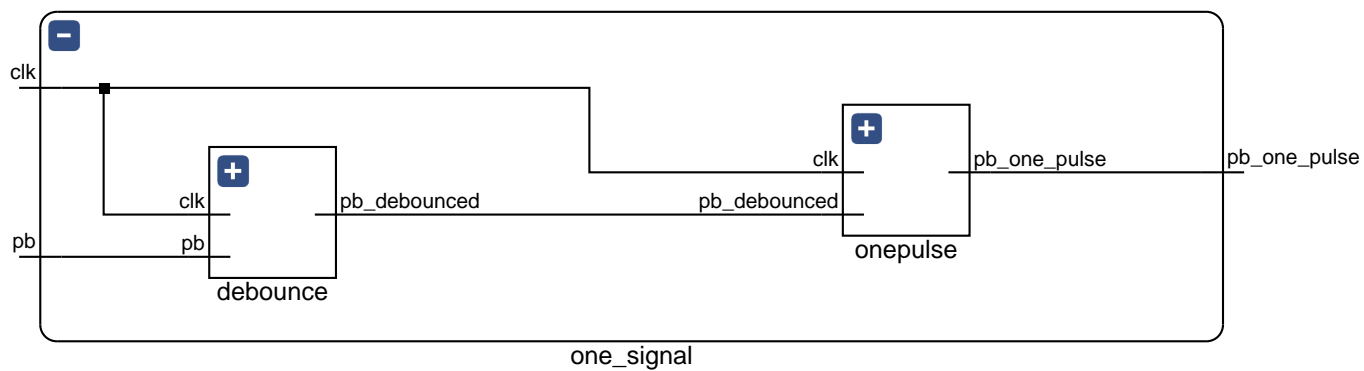 clk
clk
pb_one_pulse
pb_one_pulse
clk
pb_debounced
pb_debounced
pb
pb
onepulse
debounce
one_signal